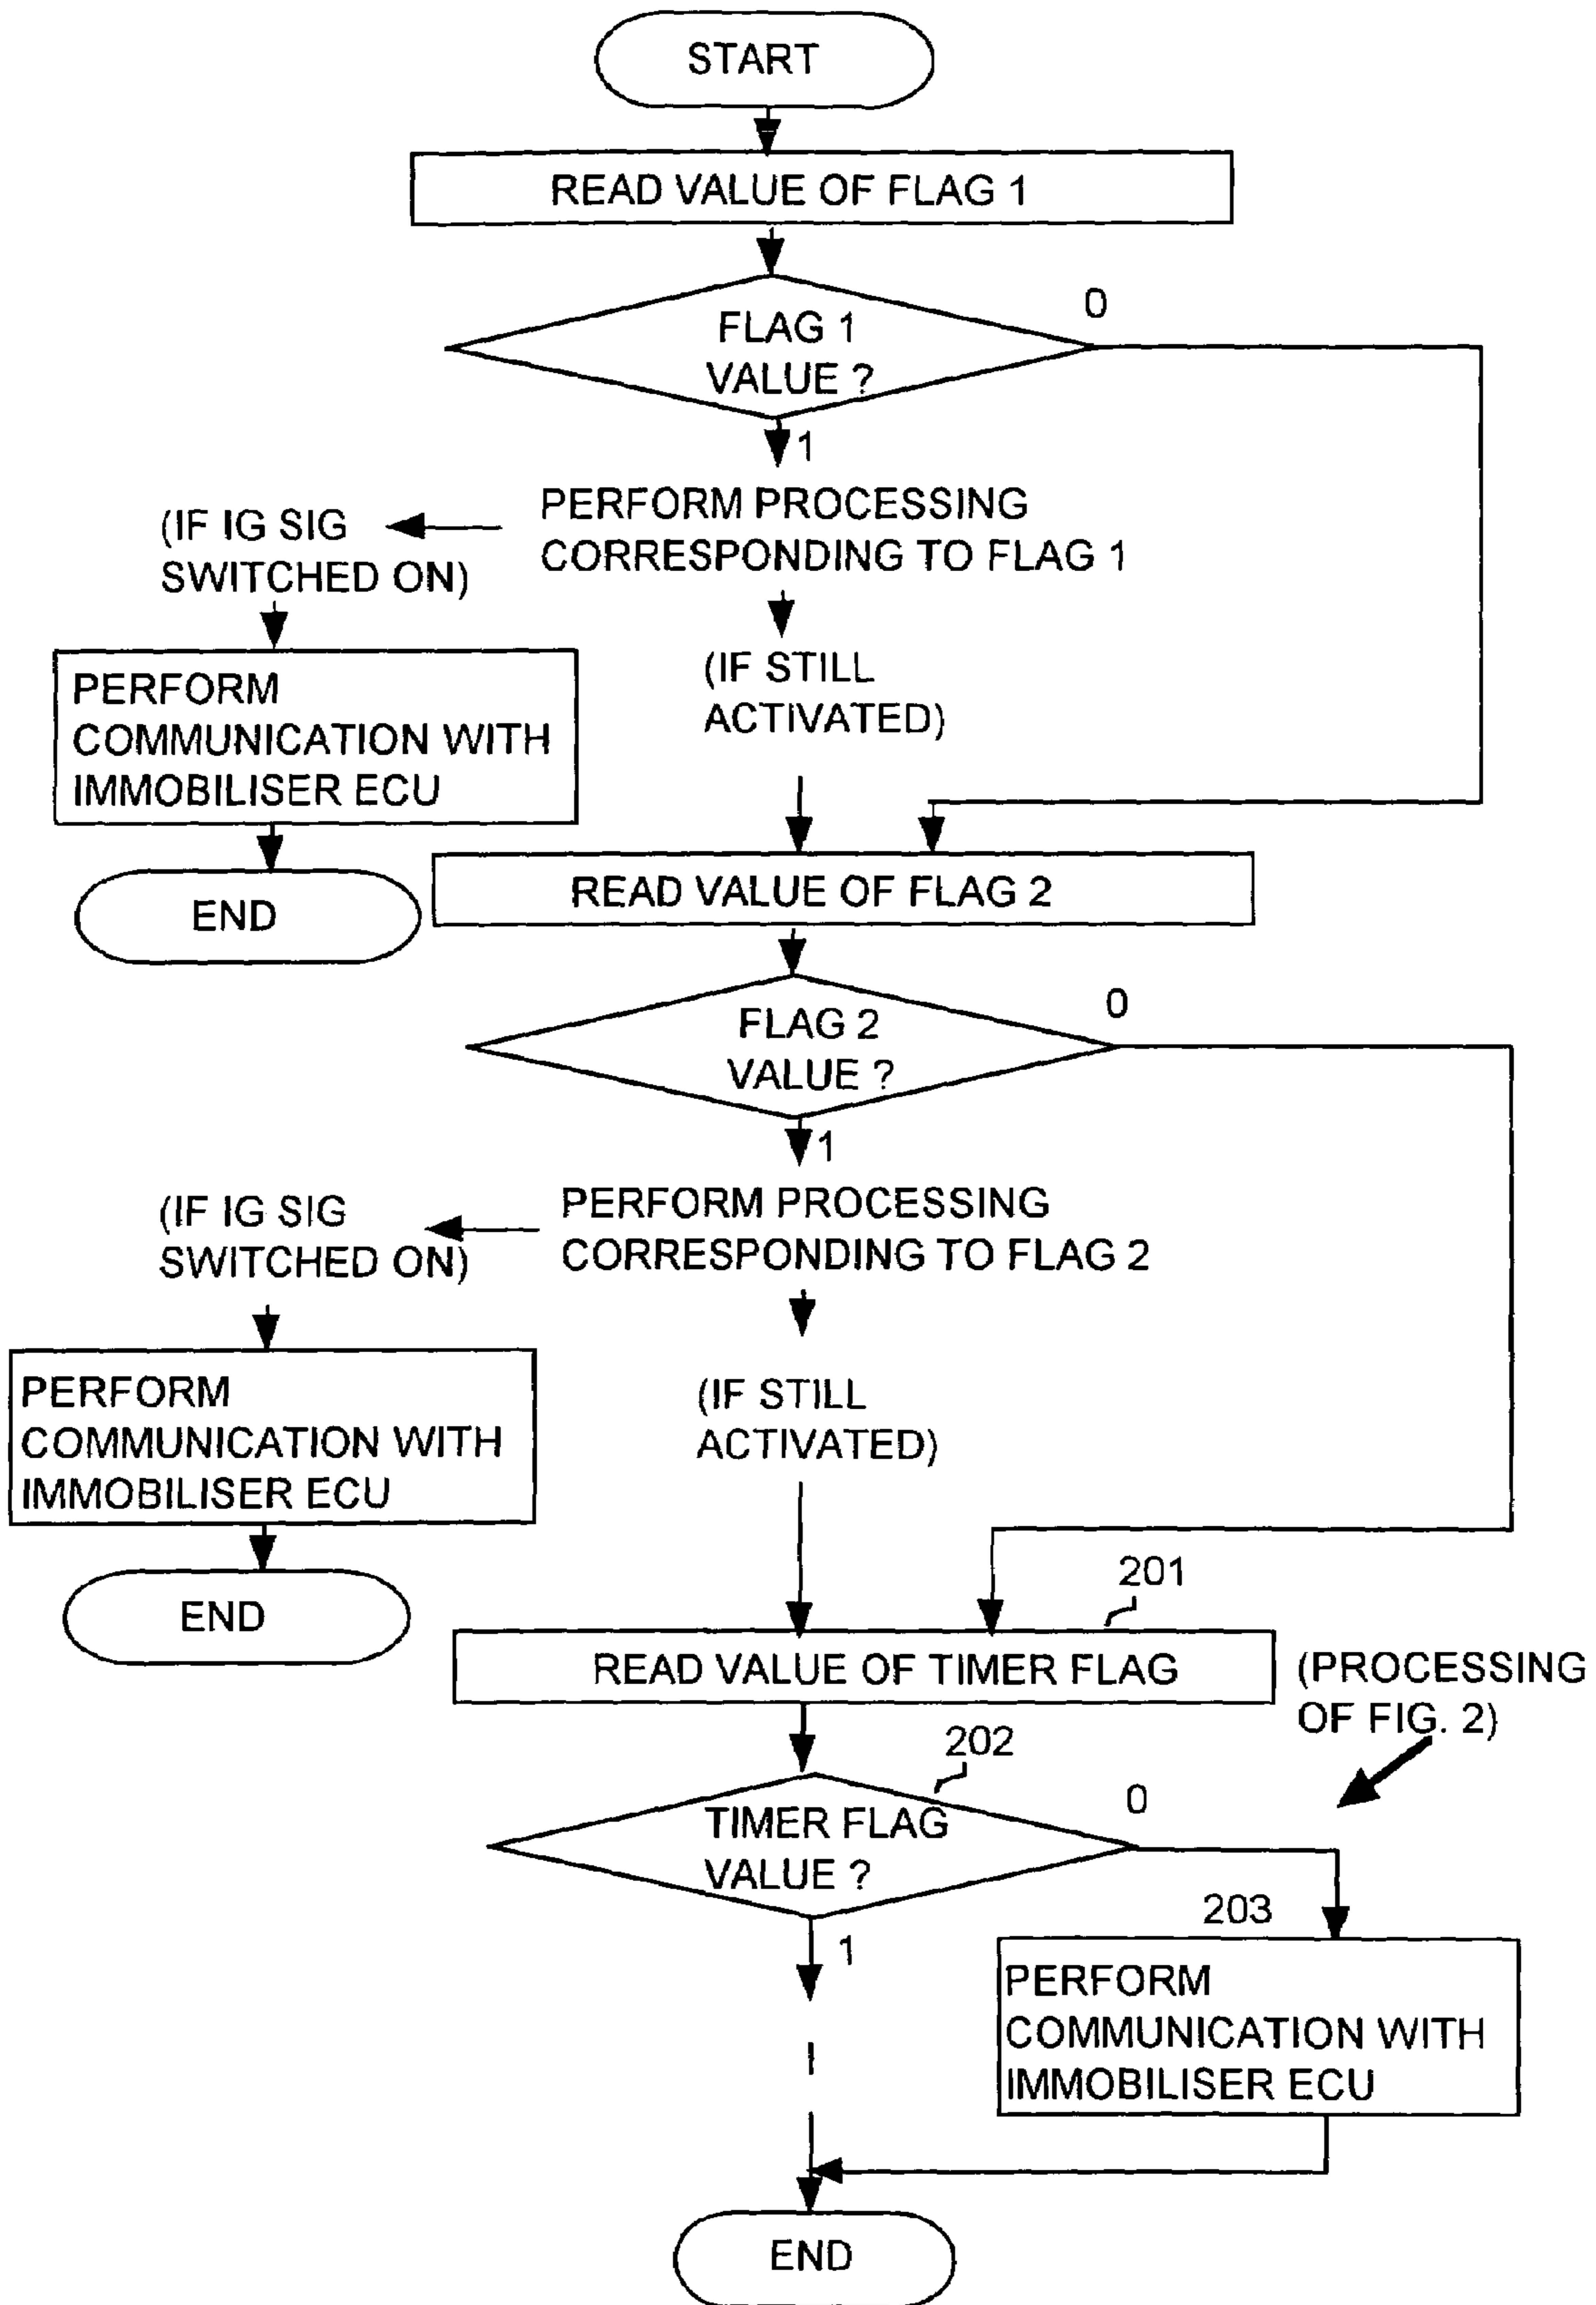 START
READ VALUE OF FLAG 1
FLAG 1
VALUE ?
0
1
PERFORM PROCESSING
CORRESPONDING TO FLAG 1
(IF IG SIG
SWITCHED ON)
PERFORM
COMMUNICATION WITH
IMMOBILISER ECU
END
(IF STILL
ACTIVATED)
READ VALUE OF FLAG 2
FLAG 2
VALUE ?
0
1
PERFORM PROCESSING
CORRESPONDING TO FLAG 2
(IF IG SIG
SWITCHED ON)
PERFORM
COMMUNICATION WITH
IMMOBILISER ECU
END
(IF STILL
ACTIVATED)
201
READ VALUE OF TIMER FLAG
(PROCESSING
OF FIG. 2)
202
TIMER FLAG
VALUE ?
0
1
203
PERFORM
COMMUNICATION WITH
IMMOBILISER ECU
END